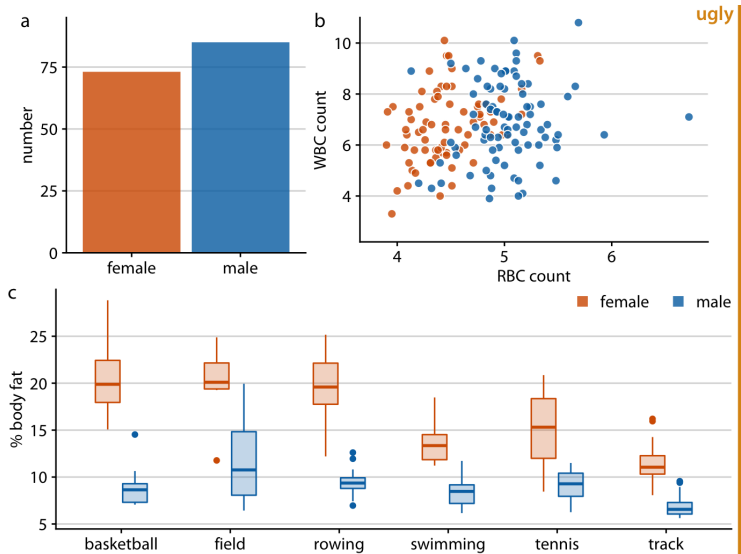 ugly
a
number
75
50
25
0
female
male
b
WBC count
10
8
6
4
4
5
6
RBC count
c
female
male
% body fat
25
20
15
10
5
basketball
field
rowing
swimming
tennis
track